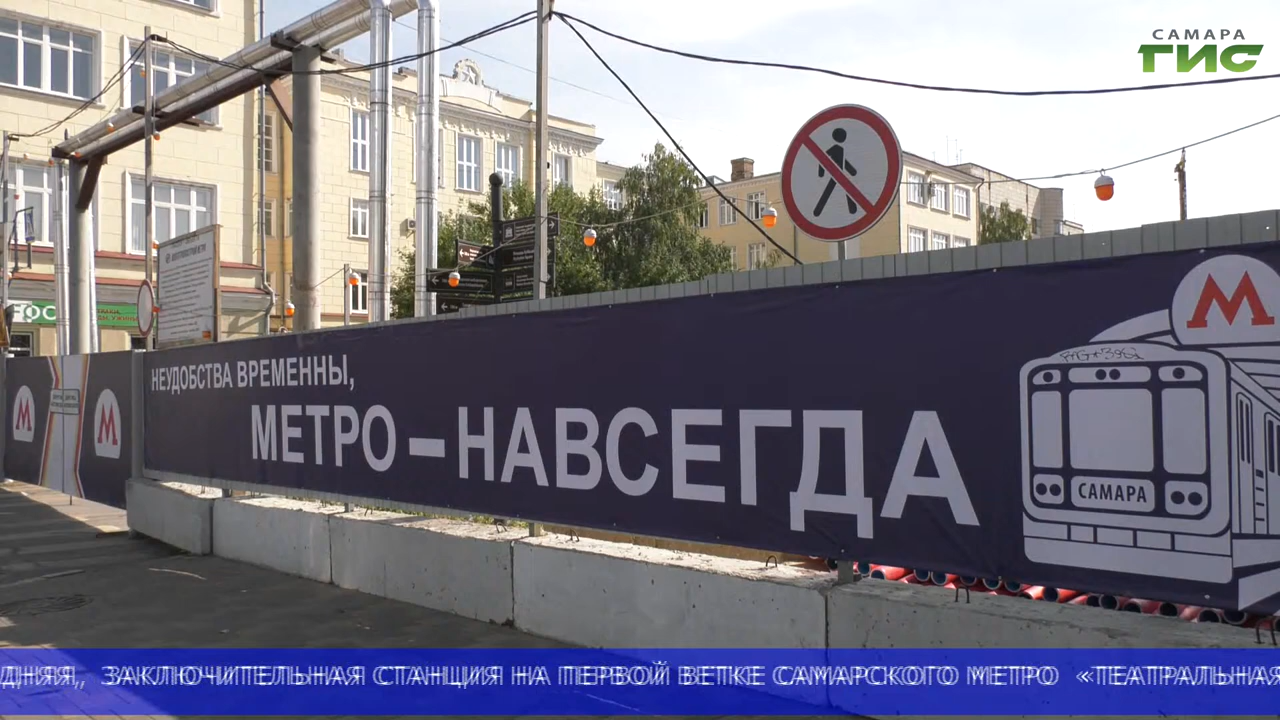 САМАРА
ГИС
НЕУДОБСТВА ВРЕМЕННЫ,
МЕТРО – НАВСЕГДА
М
САМАРА
М
М
ДНЯЯ, ЗАКЛЮЧИТЕЛЬНАЯ СТАНЦИЯ НА ПЕРВОЙ ВЕТКЕ САМАРСКОГО МЕТРО «ТЕАТРАЛЬНАЯ